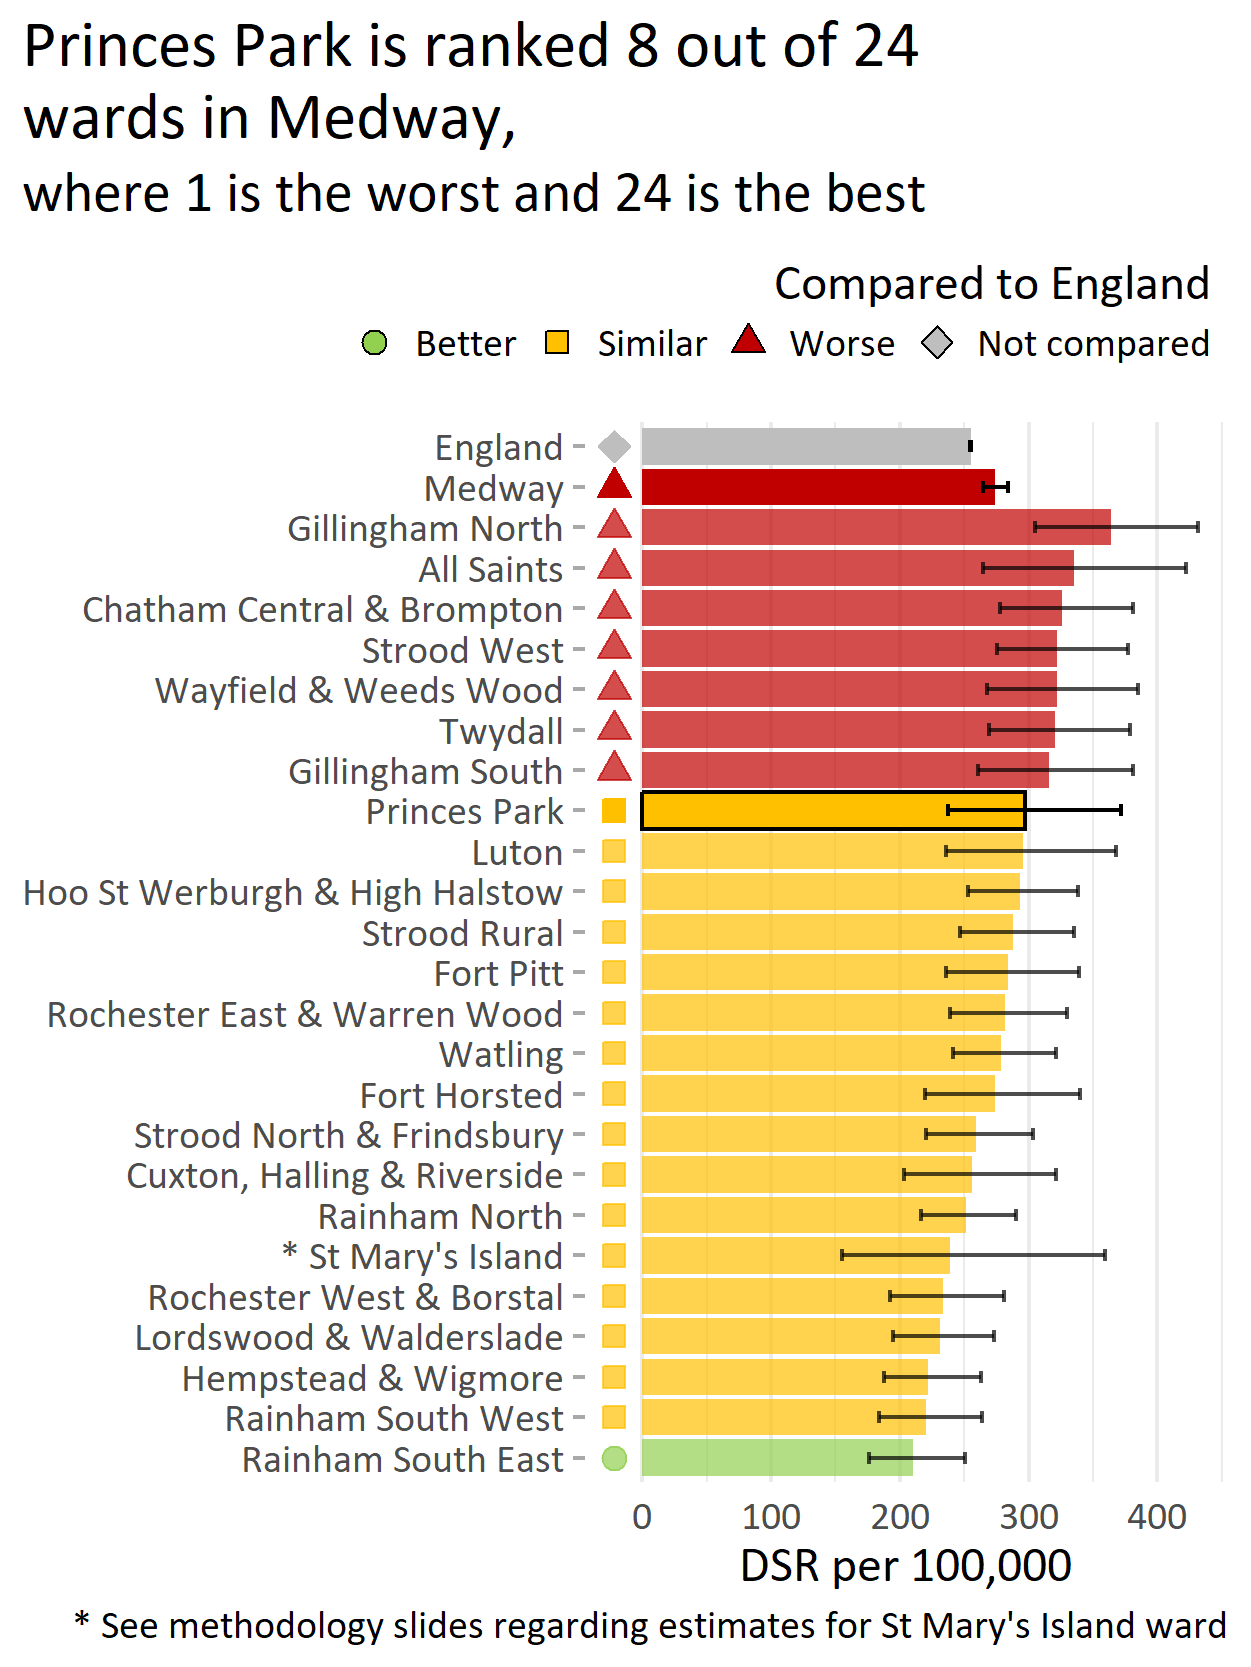 Princes Park is ranked 8 out of 24
wards in Medway,
where 1 is the worst and 24 is the best
Compared to England
Better Similar Worse Not compared
England
Medway
Gillingham North
All Saints
Chatham Central & Brompton
Strood West
Wayfield & Weeds Wood
Twydall
Gillingham South
Princes Park
Luton
Hoo St Werburgh & High Halstow
Strood Rural
Fort Pitt
Rochester East & Warren Wood
Watling
Fort Horsted
Strood North & Frindsbury
Cuxton, Halling & Riverside
Rainham North
* St Mary's Island
Rochester West & Borstal
Lordswood & Walderslade
Hempstead & Wigmore
Rainham South West
Rainham South East
0 100 200 300 400
DSR per 100,000
* See methodology slides regarding estimates for St Mary's Island ward